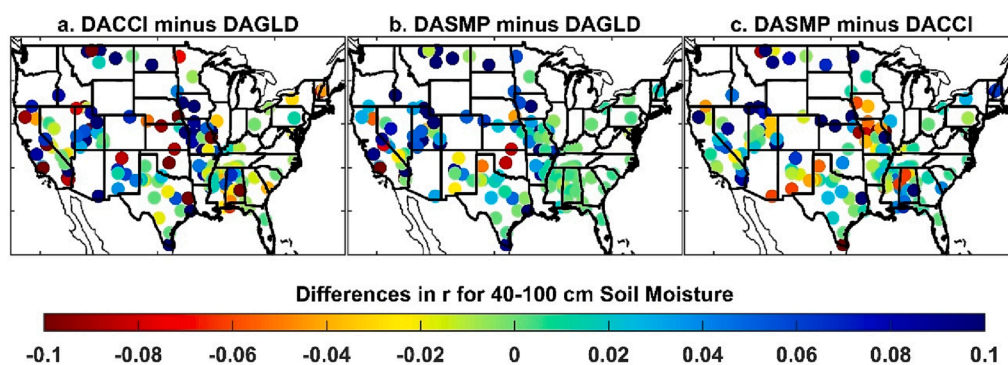 a. DACCI minus DAGLD b. DASMP minus DAGLD c. DASMP minus DACCI
Differences in r for 40-100 cm Soil Moisture
-0.1 -0.08 -0.06 -0.04 -0.02 0 0.02 0.04 0.06 0.08 0.1